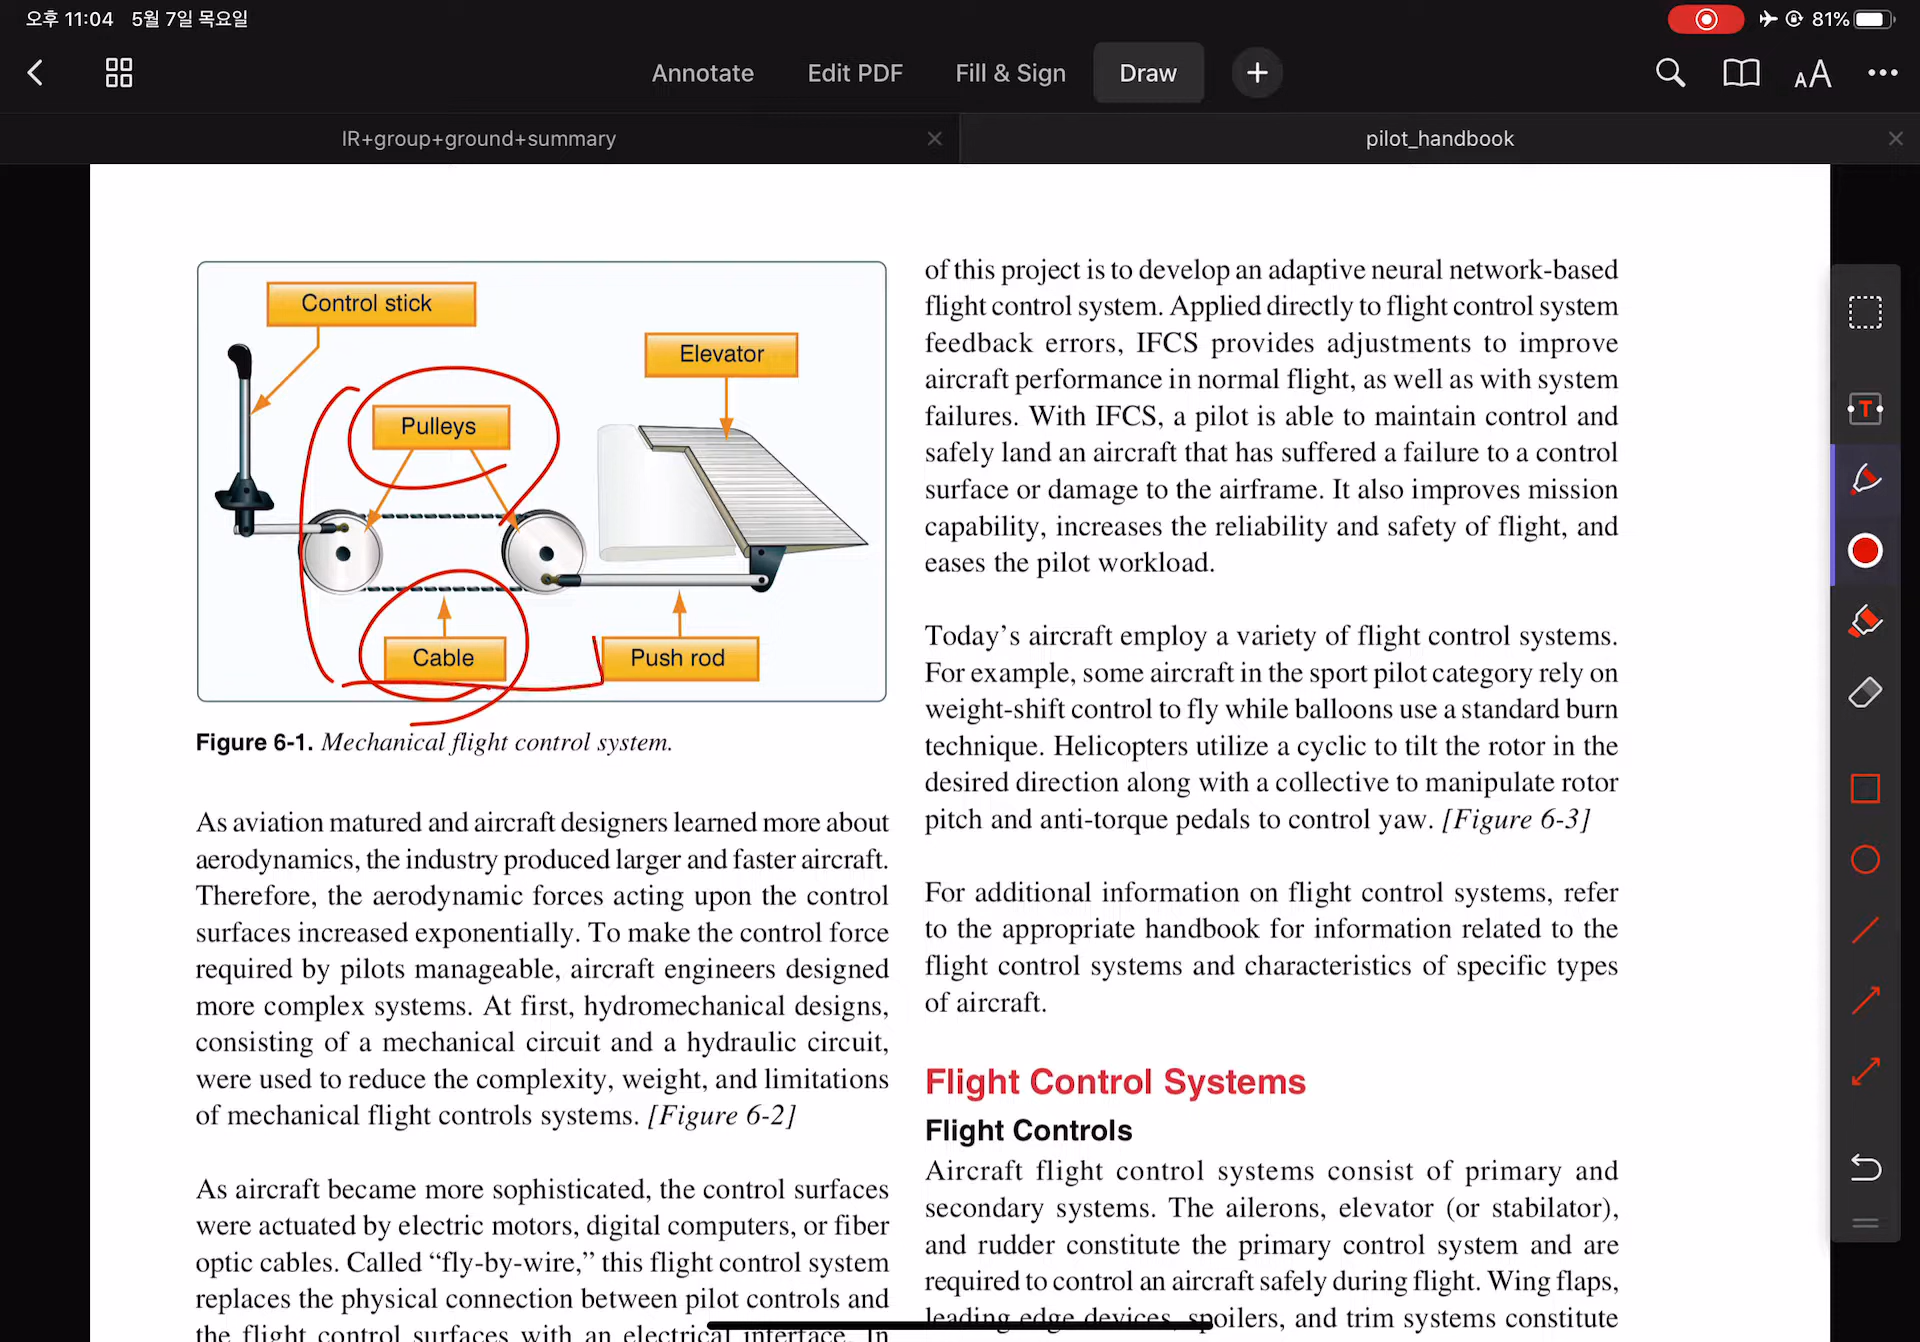 오후 11:04 5월 7일 목요일
81%
Annotate Edit PDF Fill & Sign Draw
AA
IR+group+ground+summary
pilot_handbook
Control stick
Elevator
Pulleys
Cable
Push rod
Figure 6-1. Mechanical flight control system.
As aviation matured and aircraft designers learned more about
aerodynamics, the industry produced larger and faster aircraft.
Therefore, the aerodynamic forces acting upon the control
surfaces increased exponentially. To make the control force
required by pilots manageable, aircraft engineers designed
more complex systems. At first, hydromechanical designs,
consisting of a mechanical circuit and a hydraulic circuit,
were used to reduce the complexity, weight, and limitations
of mechanical flight controls systems. [Figure 6-2]
As aircraft became more sophisticated, the control surfaces
were actuated by electric motors, digital computers, or fiber
optic cables. Called “fly-by-wire,” this flight control system
replaces the physical connection between pilot controls and
the flight control surfaces with an electrical interface. In
of this project is to develop an adaptive neural network-based
flight control system. Applied directly to flight control system
feedback errors, IFCS provides adjustments to improve
aircraft performance in normal flight, as well as with system
failures. With IFCS, a pilot is able to maintain control and
safely land an aircraft that has suffered a failure to a control
surface or damage to the airframe. It also improves mission
capability, increases the reliability and safety of flight, and
eases the pilot workload.
Today’s aircraft employ a variety of flight control systems.
For example, some aircraft in the sport pilot category rely on
weight-shift control to fly while balloons use a standard burn
technique. Helicopters utilize a cyclic to tilt the rotor in the
desired direction along with a collective to manipulate rotor
pitch and anti-torque pedals to control yaw. [Figure 6-3]
For additional information on flight control systems, refer
to the appropriate handbook for information related to the
flight control systems and characteristics of specific types
of aircraft.
Flight Control Systems
Flight Controls
Aircraft flight control systems consist of primary and
secondary systems. The ailerons, elevator (or stabilator),
and rudder constitute the primary control system and are
required to control an aircraft safely during flight. Wing flaps,
leading edge devices, spoilers, and trim systems constitute
T